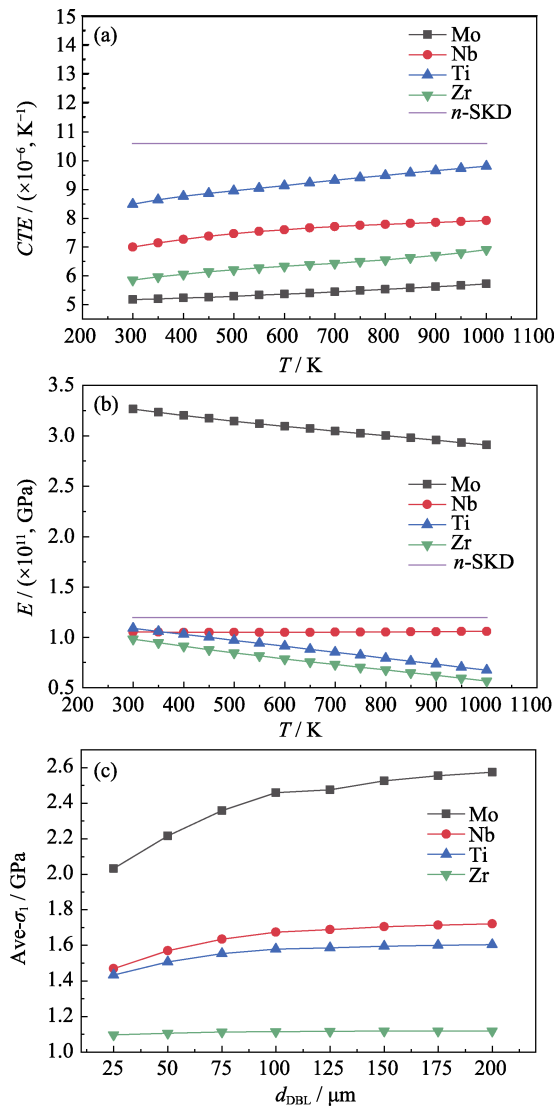 (a)
Mo
Nb
Ti
Zr
n-SKD
CTE / (×10⁻⁶, K⁻¹)
15
14
13
12
11
10
9
8
7
6
5
200 300 400 500 600 700 800 900 1000 1100
T / K
(b)
Mo
Nb
Ti
Zr
n-SKD
E / (×10¹¹, GPa)
3.5
3.0
2.5
2.0
1.5
1.0
0.5
200 300 400 500 600 700 800 900 1000 1100
T / K
(c)
Mo
Nb
Ti
Zr
Ave-σ₁ / GPa
2.6
2.4
2.2
2.0
1.8
1.6
1.4
1.2
1.0
25 50 75 100 125 150 175 200
d_DBL / μm